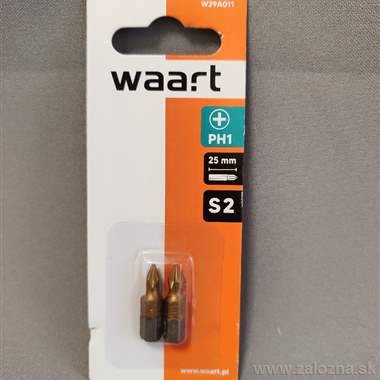 W29A011
waart
PH1
25 mm
S2
www.waart.pl
www.zalozna.sk